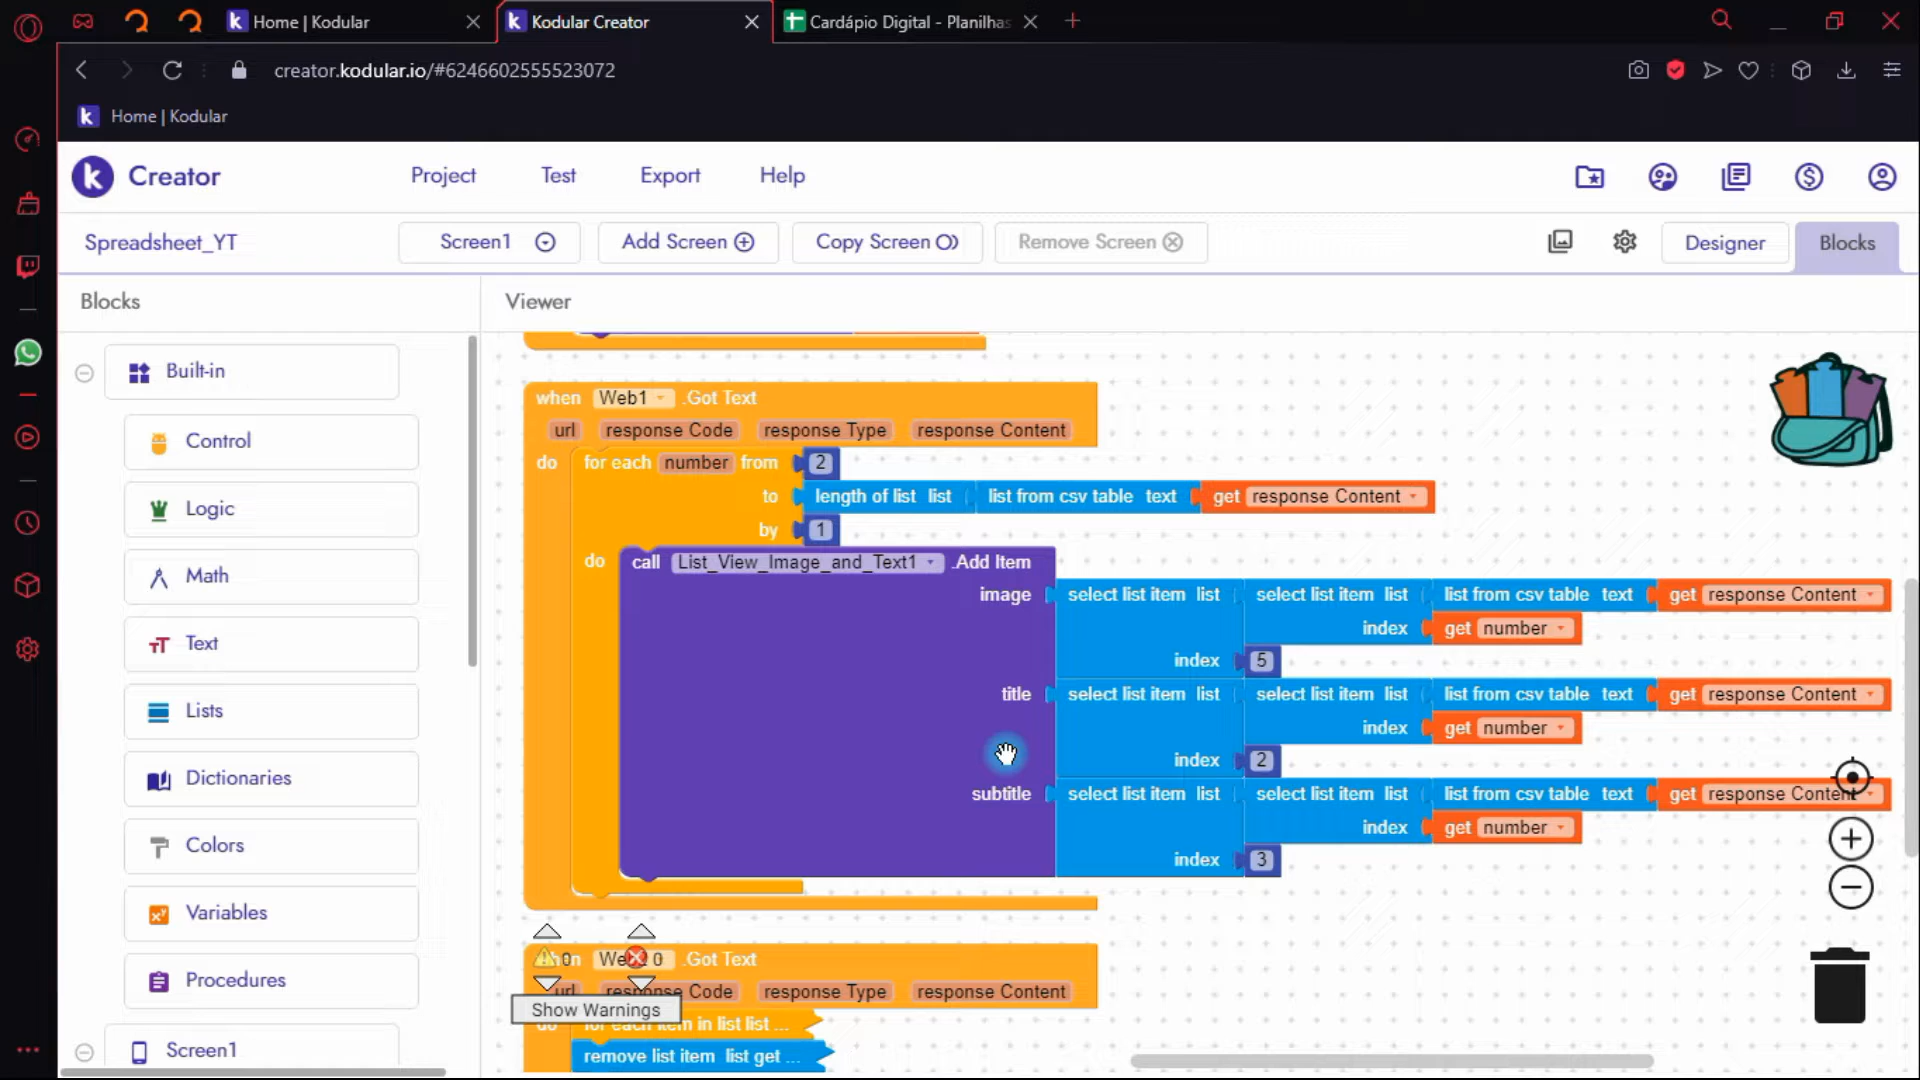 Home | Kodular
Kodular Creator
Cardápio Digital - Planilhas
creator.kodular.io/#6246602555523072
Home | Kodular
Creator
Project
Test
Export
Help
Spreadsheet_YT
Screen1
Add Screen
Copy Screen
Remove Screen
Designer
Blocks
Blocks
Viewer
Built-in
Control
Logic
Math
Text
Lists
Dictionaries
Colors
Variables
Procedures
Screen1
when Web1 .Got Text
url response Code response Type response Content
do for each number from 2
to length of list list list from csv table text get response Content
by 1
do call List_View_Image_and_Text1 .Add Item
image select list item list select list item list list from csv table text get response Content
index get number
index 5
title select list item list select list item list list from csv table text get response Content
index get number
index 2
subtitle select list item list select list item list list from csv table text get response Content
index get number
index 3
0 0 .Got Text
url response Code response Type response Content
Show Warnings
do for each item in list list ...
remove list item list get ...